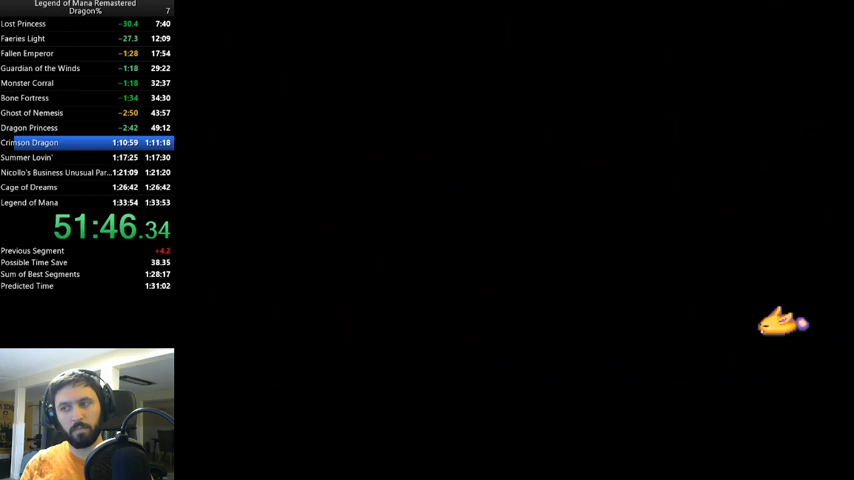 Legend of Mana Remastered
Dragon% 7
Lost Princess −30.4 7:40
Faeries Light −27.3 12:09
Fallen Emperor −1:28 17:54
Guardian of the Winds −1:18 29:22
Monster Corral −1:18 32:37
Bone Fortress −1:34 34:30
Ghost of Nemesis −2:50 43:57
Dragon Princess −2:42 49:12
Crimson Dragon 1:10:59 1:11:18
Summer Lovin' 1:17:25 1:17:30
Nicollo's Business Unusual Par... 1:21:09 1:21:20
Cage of Dreams 1:26:42 1:26:42
Legend of Mana 1:33:54 1:33:53
51:46.34
Previous Segment +4.2
Possible Time Save 38.35
Sum of Best Segments 1:28:17
Predicted Time 1:31:02